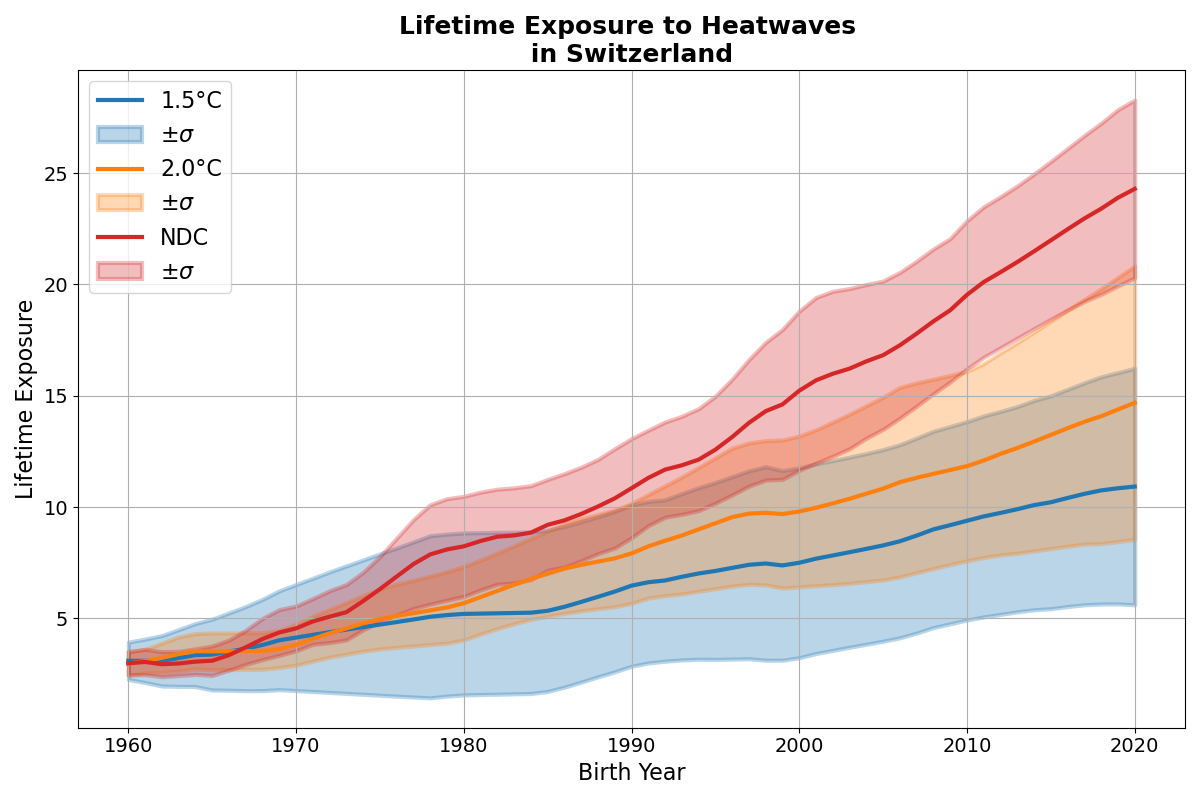 Lifetime Exposure to Heatwaves
in Switzerland
1.5°C
±σ
2.0°C
±σ
NDC
±σ
Lifetime Exposure
25
20
15
10
5
1960 1970 1980 1990 2000 2010 2020
Birth Year